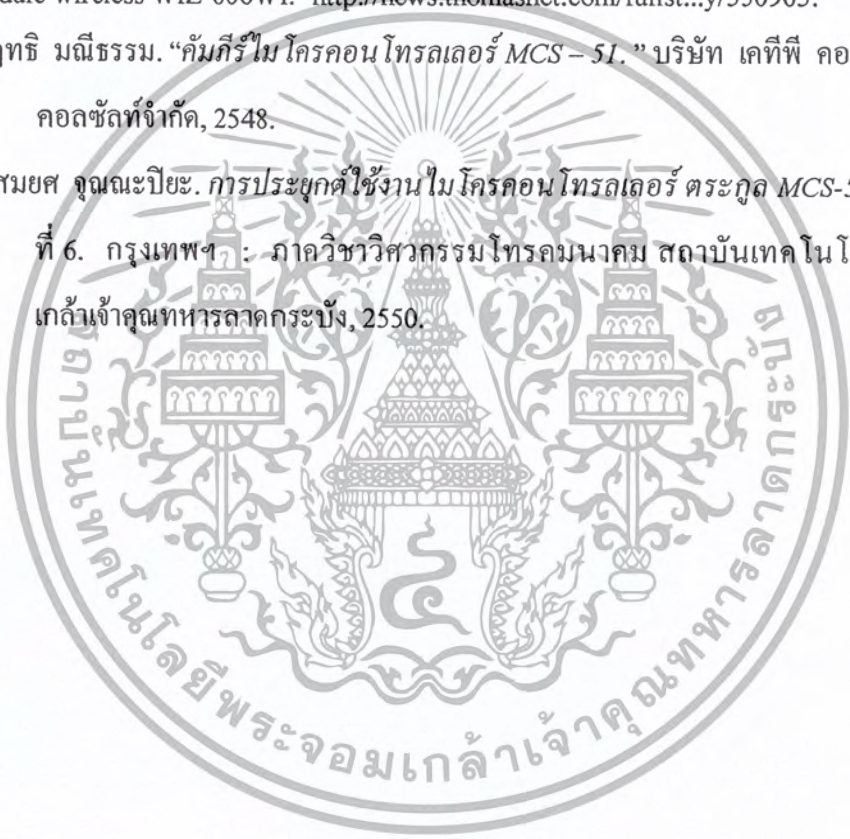 wireless WIZ-600WI." http://news.thomasnet.com/fullst...y/550905.
มณีธรรม. “คัมภีร์ไมโครคอนโทรลเลอร์ MCS – 51.” บริษัท เคทีพี คอ
คอลซัลท์จำกัด, 2548.
สมยศ จุณณะปิยะ. การประยุกต์ใช้งานไมโครคอนโทรลเลอร์ ตระกูล MCS-5
ที่ 6. กรุงเทพฯ : ภาควิชาวิศวกรรมโทรคมนาคม สถาบันเทคโนโ
เกล้าเจ้าคุณทหารลาดกระบัง, 2550.
สถาบันเทคโนโลยีพระจอมเกล้าเจ้าคุณทหารลาดกระบัง